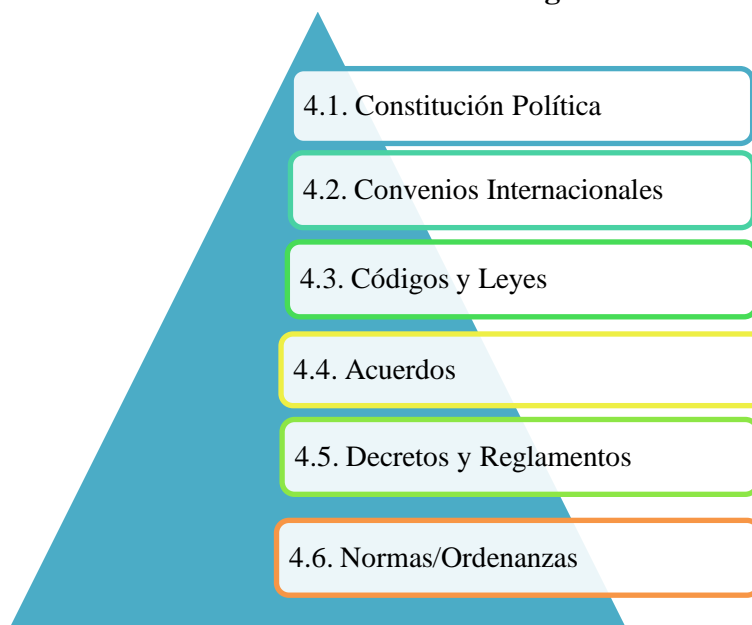 4.1. Constitución Política
4.2. Convenios Internacionales
4.3. Códigos y Leyes
4.4. Acuerdos
4.5. Decretos y Reglamentos
4.6. Normas/Ordenanzas